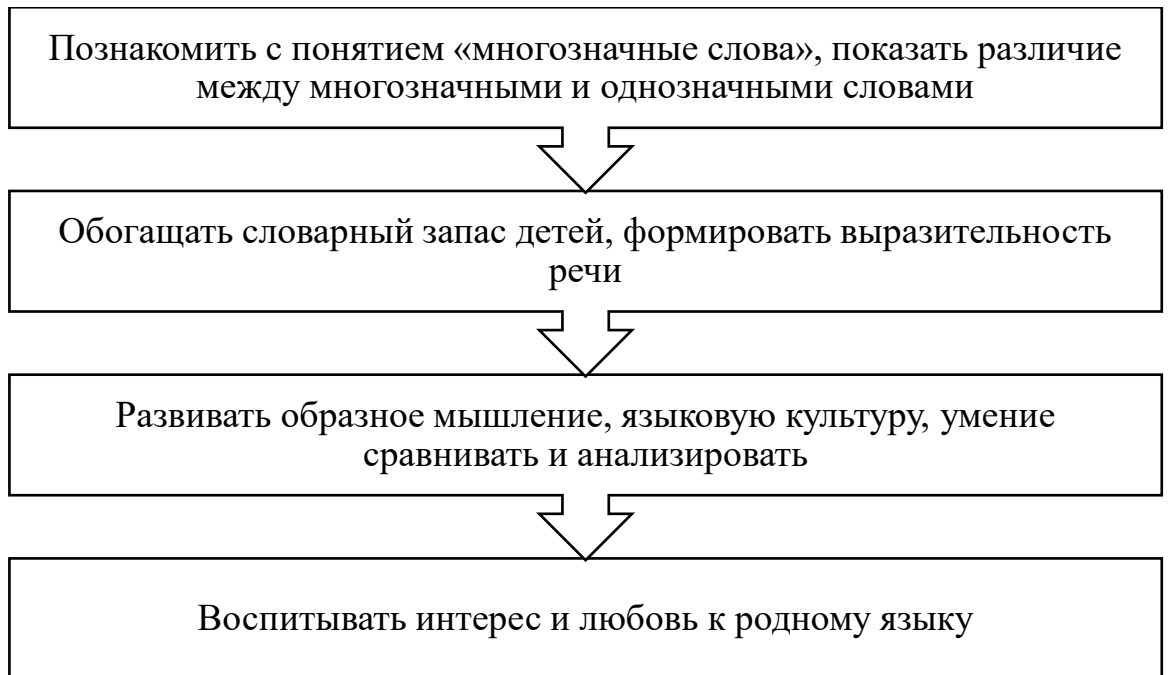 Познакомить с понятием «многозначные слова», показать различие
между многозначными и однозначными словами
Обогащать словарный запас детей, формировать выразительность
речи
Развивать образное мышление, языковую культуру, умение
сравнивать и анализировать
Воспитывать интерес и любовь к родному языку